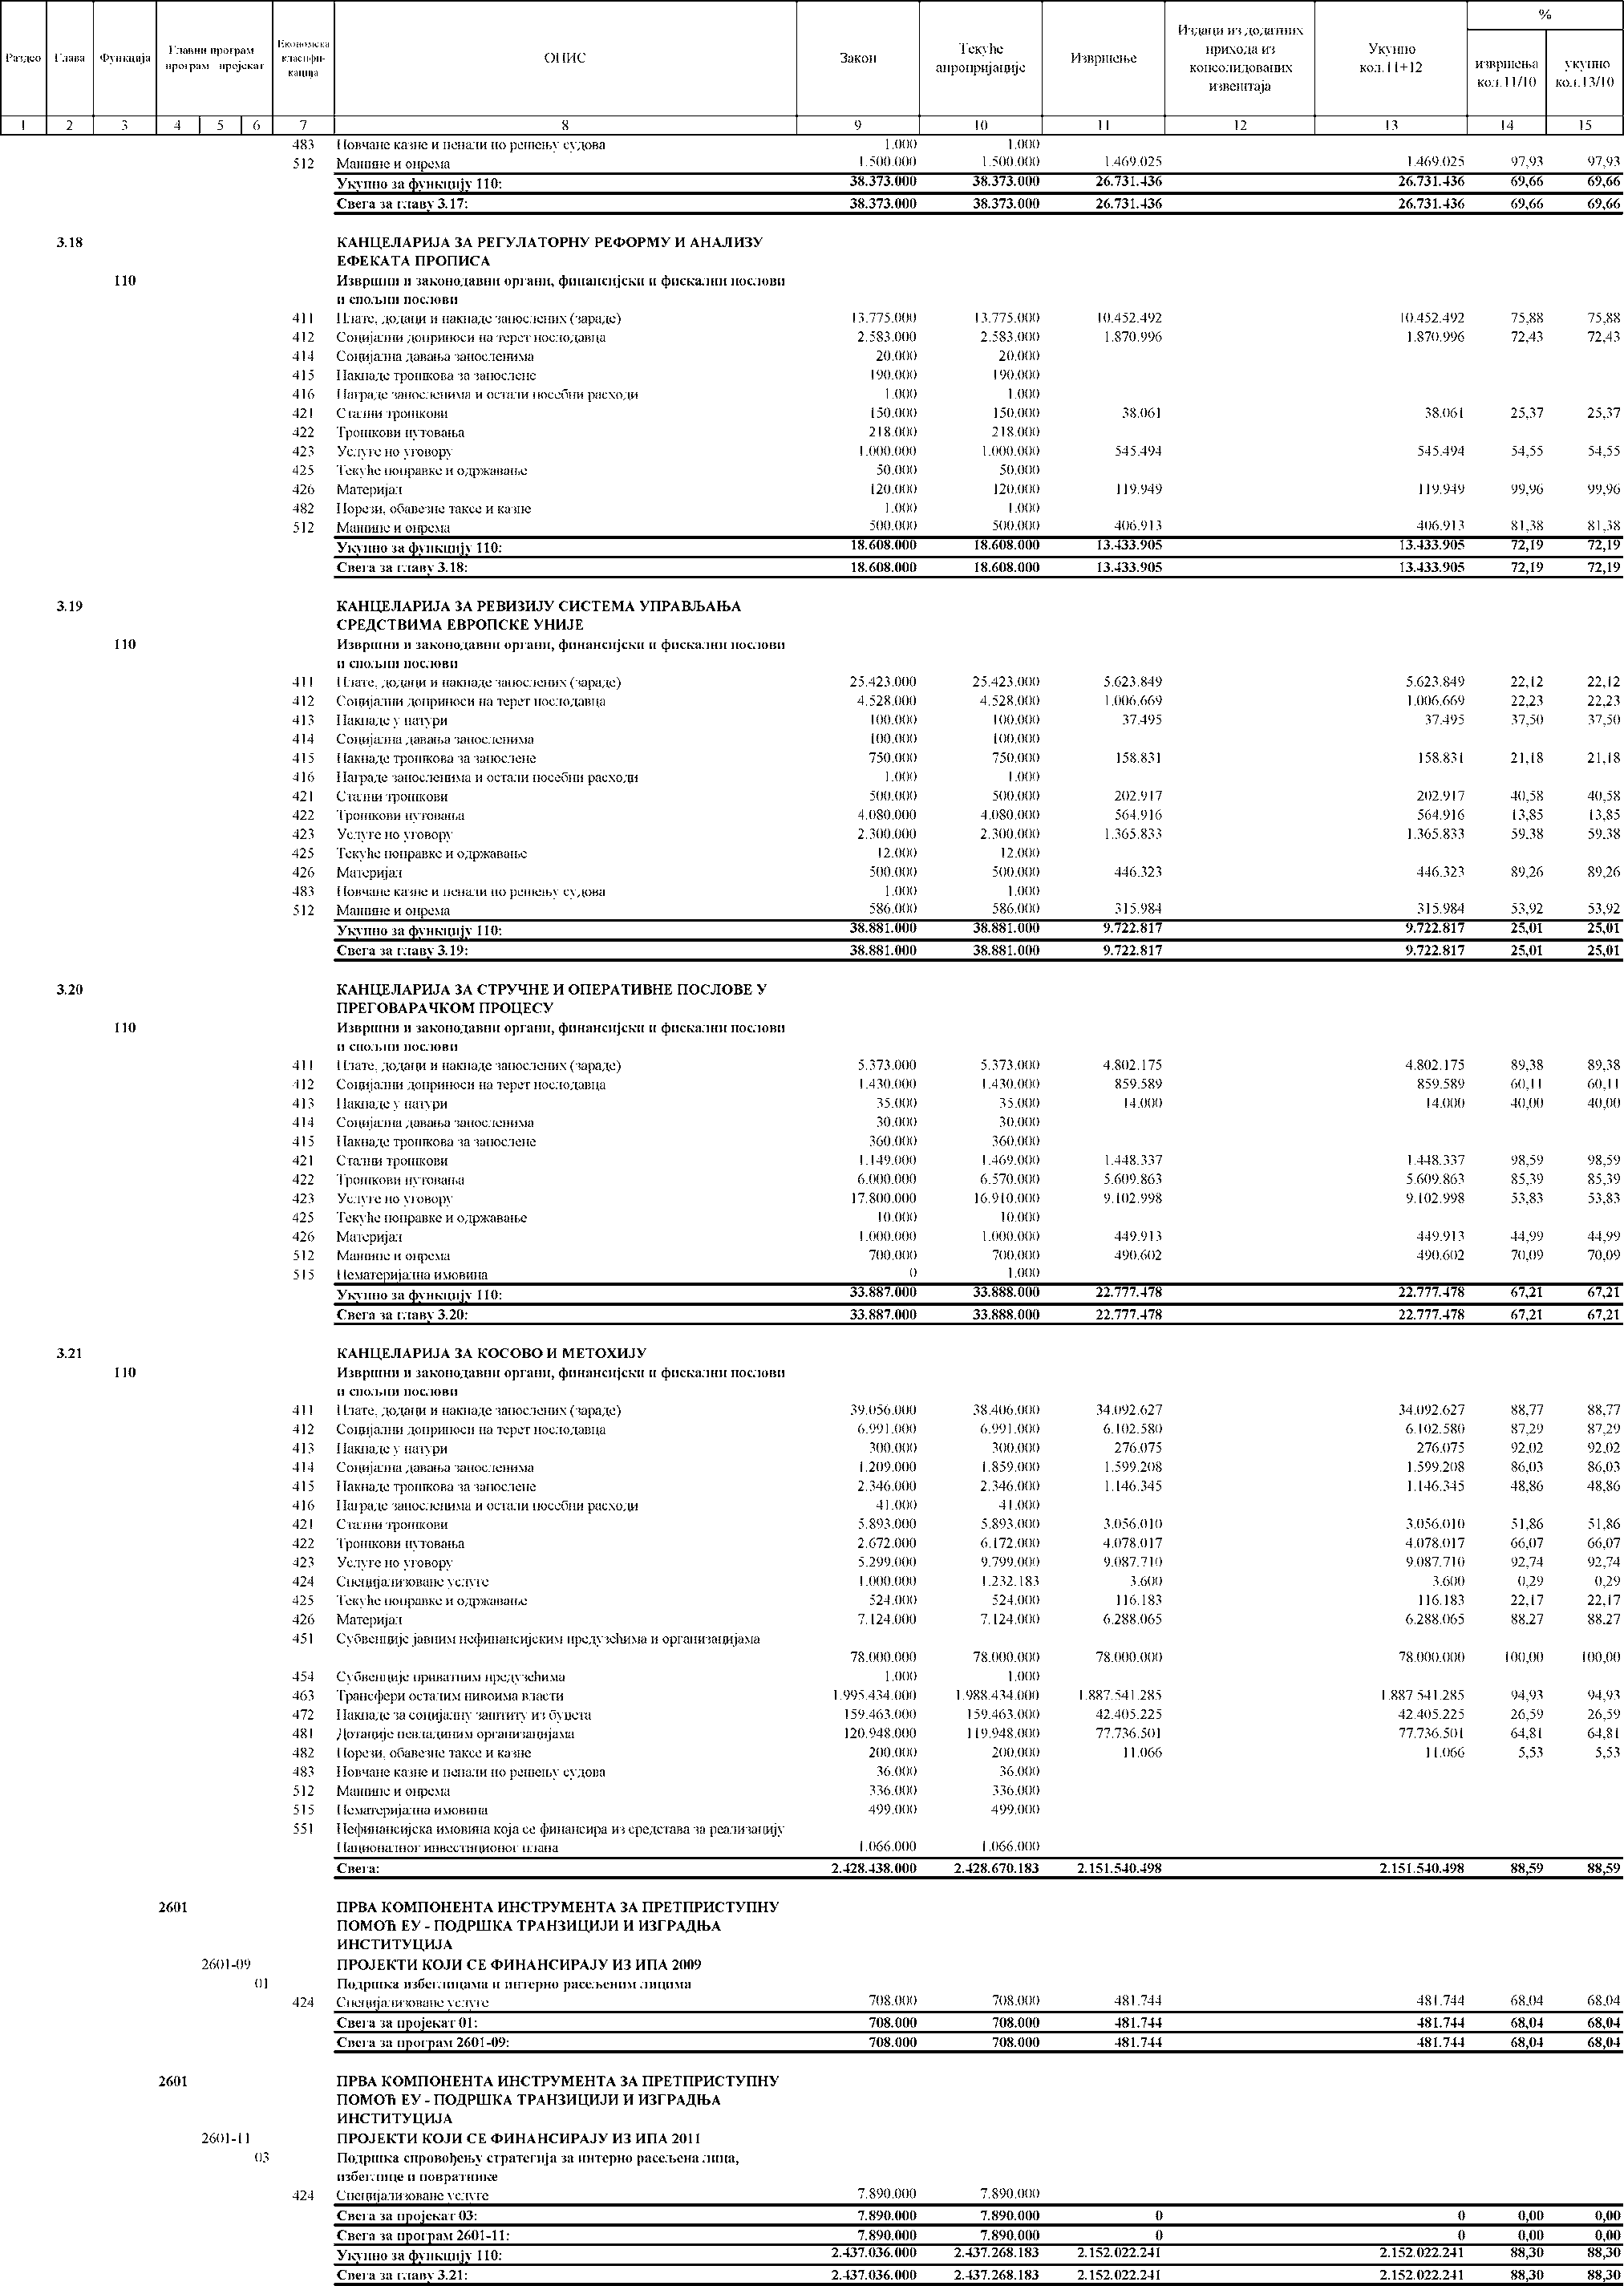 %
Раздео Глава Функција Главни програм програм пројекат Економска класифи-кација ОПИС Закон Текуће апропријације Извршење Издаци из додатних прихода из консолидованих извештаја Укупно кол.11+12 извршења кол.11/10 укупно кол.13/10
1 2 3 4 5 6 7 8 9 10 11 12 13 14 15
483 Новчане казне и пенали по решењу судова 1.000 1.000
512 Машине и опрема 1.500.000 1.500.000 1.469.025 1.469.025 97,93 97,93
Укупно за функцију 110: 38.373.000 38.373.000 26.731.436 26.731.436 69,66 69,66
Свега за главу 3.17: 38.373.000 38.373.000 26.731.436 26.731.436 69,66 69,66
3.18 КАНЦЕЛАРИЈА ЗА РЕГУЛАТОРНУ РЕФОРМУ И АНАЛИЗУ
ЕФЕКАТА ПРОПИСА
110 Извршни и законодавни органи, финансијски и фискални послови
и спољни послови
411 Плате, додаци и накнаде запослених (зараде) 13.775.000 13.775.000 10.452.492 10.452.492 75,88 75,88
412 Социјални доприноси на терет послодавца 2.583.000 2.583.000 1.870.996 1.870.996 72,43 72,43
414 Социјална давања запосленима 20.000 20.000
415 Накнаде трошкова за запослене 190.000 190.000
416 Награде запосленима и остали посебни расходи 1.000 1.000
421 Стални трошкови 150.000 150.000 38.061 38.061 25,37 25,37
422 Трошкови путовања 218.000 218.000
423 Услуге по уговору 1.000.000 1.000.000 545.494 545.494 54,55 54,55
425 Текуће поправке и одржавање 50.000 50.000
426 Материјал 120.000 120.000 119.949 119.949 99,96 99,96
482 Порези, обавезне таксе и казне 1.000 1.000
512 Машине и опрема 500.000 500.000 406.913 406.913 81,38 81,38
Укупно за функцију 110: 18.608.000 18.608.000 13.433.905 13.433.905 72,19 72,19
Свега за главу 3.18: 18.608.000 18.608.000 13.433.905 13.433.905 72,19 72,19
3.19 КАНЦЕЛАРИЈА ЗА РЕВИЗИЈУ СИСТЕМА УПРАВЉАЊА
СРЕДСТВИМА ЕВРОПСКЕ УНИЈЕ
110 Извршни и законодавни органи, финансијски и фискални послови
и спољни послови
411 Плате, додаци и накнаде запослених (зараде) 25.423.000 25.423.000 5.623.849 5.623.849 22,12 22,12
412 Социјални доприноси на терет послодавца 4.528.000 4.528.000 1.006.669 1.006.669 22,23 22,23
413 Накнаде у натури 100.000 100.000 37.495 37.495 37,50 37,50
414 Социјална давања запосленима 100.000 100.000
415 Накнаде трошкова за запослене 750.000 750.000 158.831 158.831 21,18 21,18
416 Награде запосленима и остали посебни расходи 1.000 1.000
421 Стални трошкови 500.000 500.000 202.917 202.917 40,58 40,58
422 Трошкови путовања 4.080.000 4.080.000 564.916 564.916 13,85 13,85
423 Услуге по уговору 2.300.000 2.300.000 1.365.833 1.365.833 59,38 59,38
425 Текуће поправке и одржавање 12.000 12.000
426 Материјал 500.000 500.000 446.323 446.323 89,26 89,26
483 Новчане казне и пенали по решењу судова 1.000 1.000
512 Машине и опрема 586.000 586.000 315.984 315.984 53,92 53,92
Укупно за функцију 110: 38.881.000 38.881.000 9.722.817 9.722.817 25,01 25,01
Свега за главу 3.19: 38.881.000 38.881.000 9.722.817 9.722.817 25,01 25,01
3.20 КАНЦЕЛАРИЈА ЗА СТРУЧНЕ И ОПЕРАТИВНЕ ПОСЛОВЕ У
ПРЕГОВАРАЧКОМ ПРОЦЕСУ
110 Извршни и законодавни органи, финансијски и фискални послови
и спољни послови
411 Плате, додаци и накнаде запослених (зараде) 5.373.000 5.373.000 4.802.175 4.802.175 89,38 89,38
412 Социјални доприноси на терет послодавца 1.430.000 1.430.000 859.589 859.589 60,11 60,11
413 Накнаде у натури 35.000 35.000 14.000 14.000 40,00 40,00
414 Социјална давања запосленима 30.000 30.000
415 Накнаде трошкова за запослене 360.000 360.000
421 Стални трошкови 1.149.000 1.469.000 1.448.337 1.448.337 98,59 98,59
422 Трошкови путовања 6.000.000 6.570.000 5.609.863 5.609.863 85,39 85,39
423 Услуге по уговору 17.800.000 16.910.000 9.102.998 9.102.998 53,83 53,83
425 Текуће поправке и одржавање 10.000 10.000
426 Материјал 1.000.000 1.000.000 449.913 449.913 44,99 44,99
512 Машине и опрема 700.000 700.000 490.602 490.602 70,09 70,09
515 Нематеријална имовина 0 1.000
Укупно за функцију 110: 33.887.000 33.888.000 22.777.478 22.777.478 67,21 67,21
Свега за главу 3.20: 33.887.000 33.888.000 22.777.478 22.777.478 67,21 67,21
3.21 КАНЦЕЛАРИЈА ЗА КОСОВО И МЕТОХИЈУ
110 Извршни и законодавни органи, финансијски и фискални послови
и спољни послови
411 Плате, додаци и накнаде запослених (зараде) 39.056.000 38.406.000 34.092.627 34.092.627 88,77 88,77
412 Социјални доприноси на терет послодавца 6.991.000 6.991.000 6.102.580 6.102.580 87,29 87,29
413 Накнаде у натури 300.000 300.000 276.075 276.075 92,02 92,02
414 Социјална давања запосленима 1.209.000 1.859.000 1.599.208 1.599.208 86,03 86,03
415 Накнаде трошкова за запослене 2.346.000 2.346.000 1.146.345 1.146.345 48,86 48,86
416 Награде запосленима и остали посебни расходи 41.000 41.000
421 Стални трошкови 5.893.000 5.893.000 3.056.010 3.056.010 51,86 51,86
422 Трошкови путовања 2.672.000 6.172.000 4.078.017 4.078.017 66,07 66,07
423 Услуге по уговору 5.299.000 9.799.000 9.087.710 9.087.710 92,74 92,74
424 Специјализоване услуге 1.000.000 1.232.183 3.600 3.600 0,29 0,29
425 Текуће поправке и одржавање 524.000 524.000 116.183 116.183 22,17 22,17
426 Материјал 7.124.000 7.124.000 6.288.065 6.288.065 88,27 88,27
451 Субвенције јавним нефинансијским предузећима и организацијама
78.000.000 78.000.000 78.000.000 78.000.000 100,00 100,00
454 Субвенције приватним предузећима 1.000 1.000
463 Трансфери осталим нивоима власти 1.995.434.000 1.988.434.000 1.887.541.285 1.887.541.285 94,93 94,93
472 Накнаде за социјалну заштиту из буџета 159.463.000 159.463.000 42.405.225 42.405.225 26,59 26,59
481 Дотације невладиним организацијама 120.948.000 119.948.000 77.736.501 77.736.501 64,81 64,81
482 Порези, обавезне таксе и казне 200.000 200.000 11.066 11.066 5,53 5,53
483 Новчане казне и пенали по решењу судова 36.000 36.000
512 Машине и опрема 336.000 336.000
515 Нематеријална имовина 499.000 499.000
551 Нефинансијска имовина која се финансира из средстава за реализацију
Националног инвестиционог плана 1.066.000 1.066.000
Свега: 2.428.438.000 2.428.670.183 2.151.540.498 2.151.540.498 88,59 88,59
2601 ПРВА КОМПОНЕНТА ИНСТРУМЕНТА ЗА ПРЕТПРИСТУПНУ
ПОМОЋ ЕУ - ПОДРШКА ТРАНЗИЦИЈИ И ИЗГРАДЊА
ИНСТИТУЦИЈА
2601-09 ПРОЈЕКТИ КОЈИ СЕ ФИНАНСИРАЈУ ИЗ ИПА 2009
01 Подршка избеглицама и интерно расељеним лицима
424 Специјализоване услуге 708.000 708.000 481.744 481.744 68,04 68,04
Свега за пројекат 01: 708.000 708.000 481.744 481.744 68,04 68,04
Свега за програм 2601-09: 708.000 708.000 481.744 481.744 68,04 68,04
2601 ПРВА КОМПОНЕНТА ИНСТРУМЕНТА ЗА ПРЕТПРИСТУПНУ
ПОМОЋ ЕУ - ПОДРШКА ТРАНЗИЦИЈИ И ИЗГРАДЊА
ИНСТИТУЦИЈА
2601-11 ПРОЈЕКТИ КОЈИ СЕ ФИНАНСИРАЈУ ИЗ ИПА 2011
03 Подршка спровођењу стратегија за интерно расељена лица,
избеглице и повратнике
424 Специјализоване услуге 7.890.000 7.890.000
Свега за пројекат 03: 7.890.000 7.890.000 0 0 0,00 0,00
Свега за програм 2601-11: 7.890.000 7.890.000 0 0 0,00 0,00
Укупно за функцију 110: 2.437.036.000 2.437.268.183 2.152.022.241 2.152.022.241 88,30 88,30
Свега за главу 3.21: 2.437.036.000 2.437.268.183 2.152.022.241 2.152.022.241 88,30 88,30